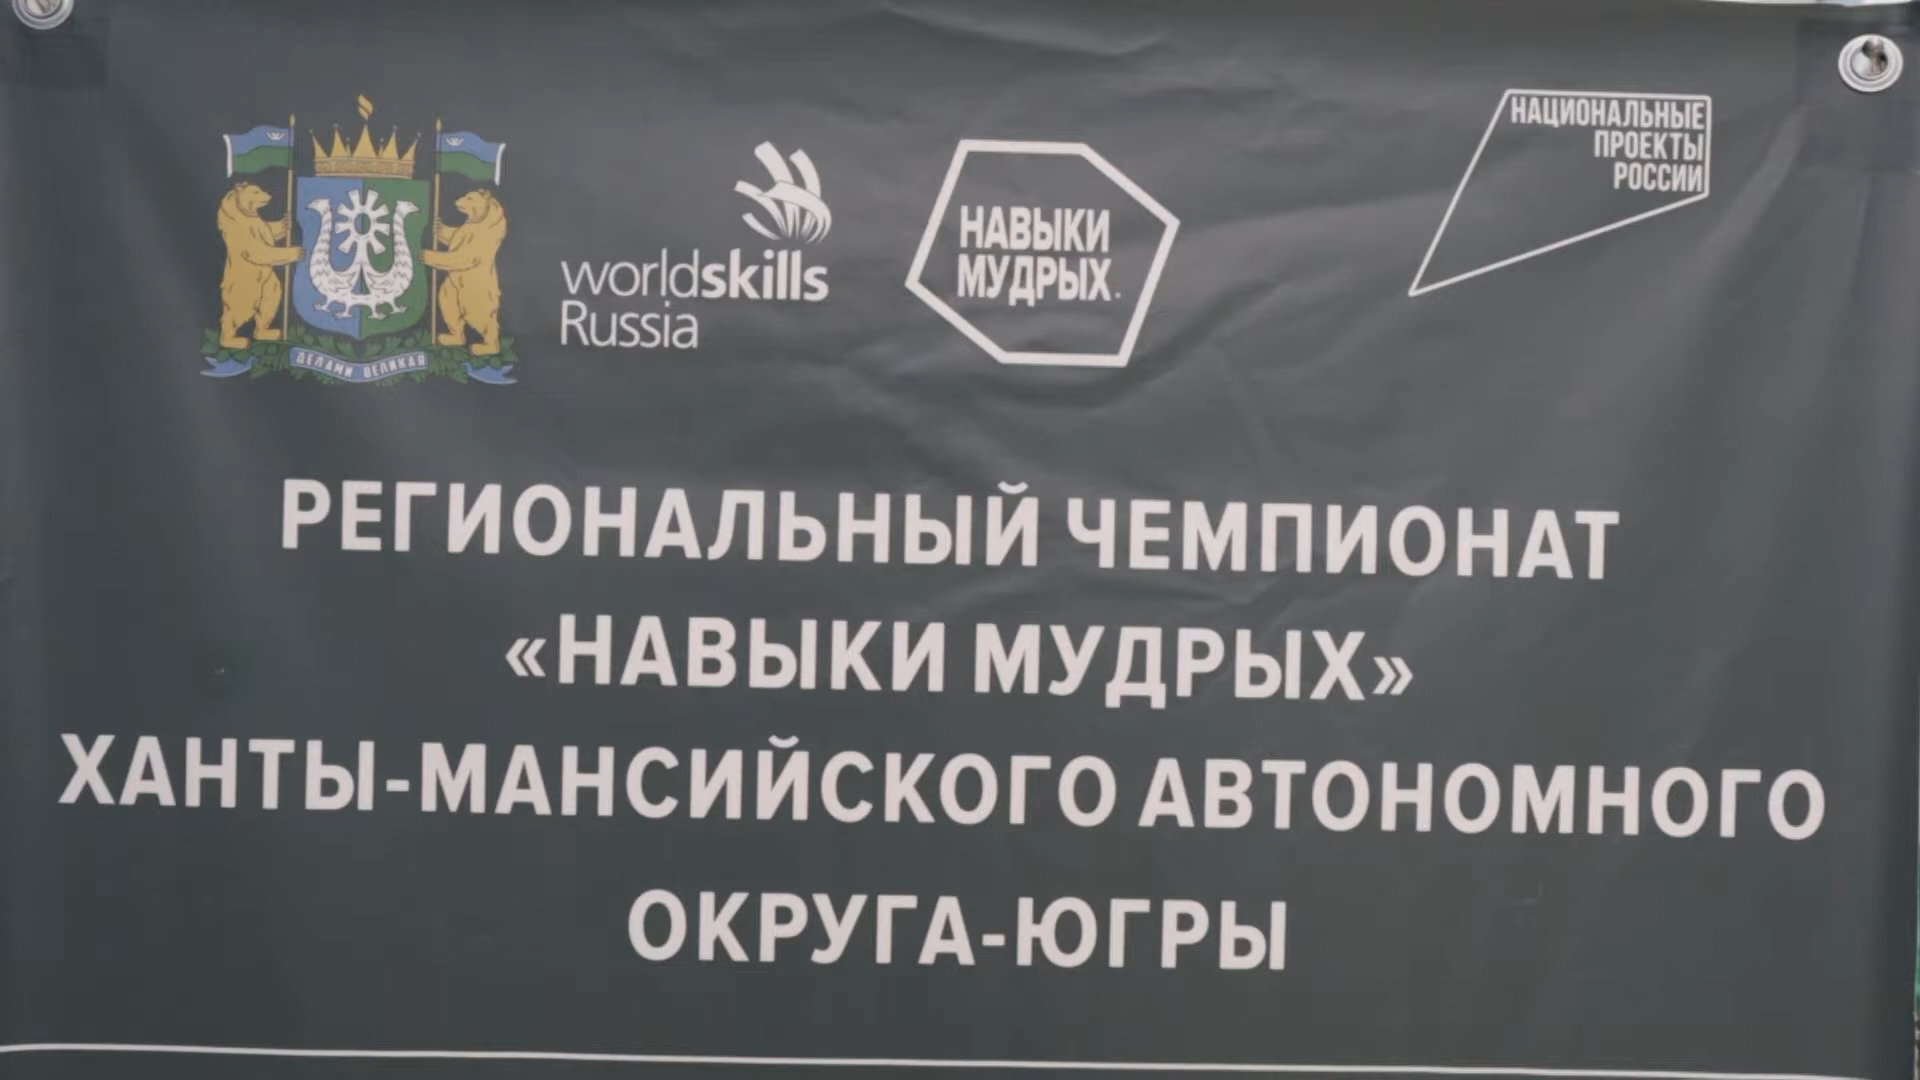 ДЕЛАМИ ВЕЛИКАЯ
worldskills
Russia
НАВЫКИ
МУДРЫХ.
НАЦИОНАЛЬНЫЕ
ПРОЕКТЫ
РОССИИ
РЕГИОНАЛЬНЫЙ ЧЕМПИОНАТ
«НАВЫКИ МУДРЫХ»
ХАНТЫ-МАНСИЙСКОГО АВТОНОМНОГО
ОКРУГА-ЮГРЫ